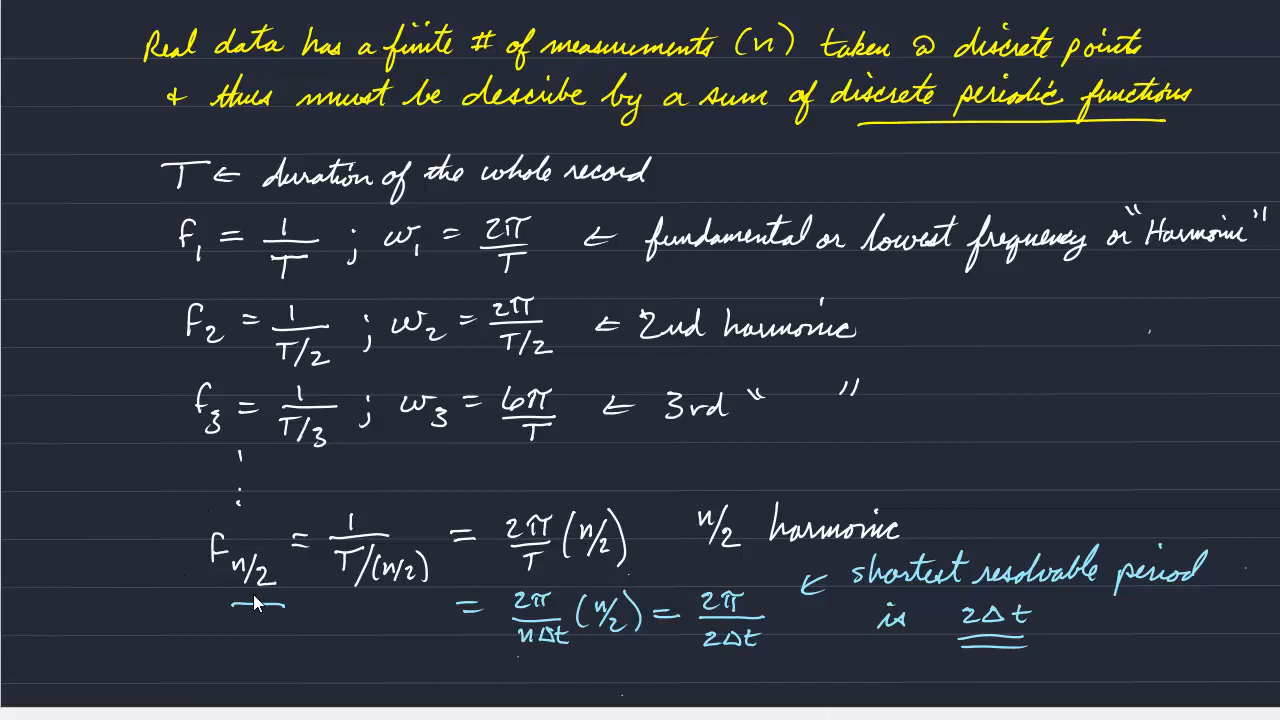 Real data has a finite # of measurements (n) taken @ discrete points
& thus must be describe by a sum of discrete periodic functions
T ← duration of the whole record
f₁ = 1/T ; ω₁ = 2π/T ← fundamental or lowest frequency or "Harmonic"
f₂ = 1/(T/2) ; ω₂ = 2π/(T/2) ← 2nd harmonic
f₃ = 1/(T/3) ; ω₃ = 6π/T ← 3rd " "
⋮
f_{n/2} = 1/(T/(n/2)) = 2π/T (n/2) n/2 harmonic
= 2π/(nΔt) (n/2) = 2π/(2Δt) ← shortest resolvable period
is 2Δt